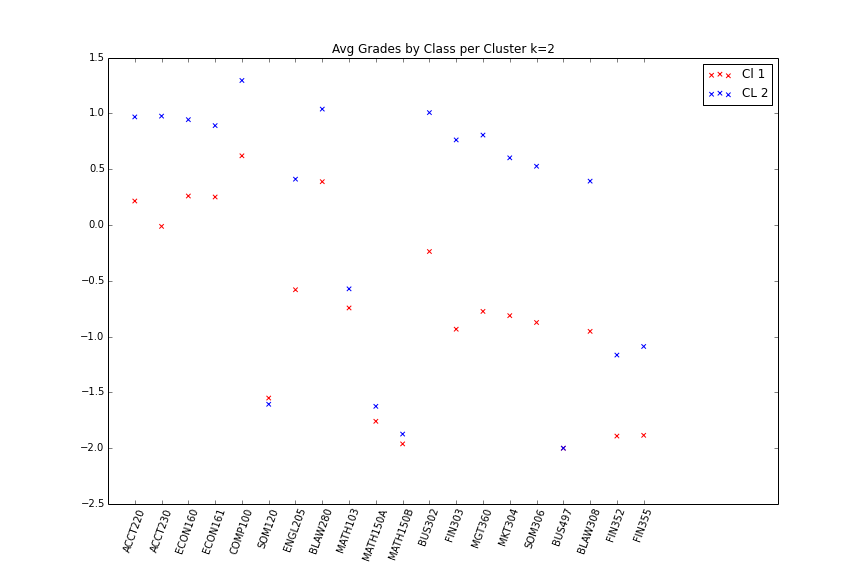 Avg Grades by Class per Cluster k=2
Cl 1
CL 2
1.5
1.0
0.5
0.0
−0.5
−1.0
−1.5
−2.0
−2.5
ACCT220
ACCT230
ECON160
ECON161
COMP100
SOM120
ENGL205
BLAW280
MATH103
MATH150A
MATH150B
BUS302
FIN303
MGT360
MKT304
SOM306
BUS497
BLAW308
FIN352
FIN355